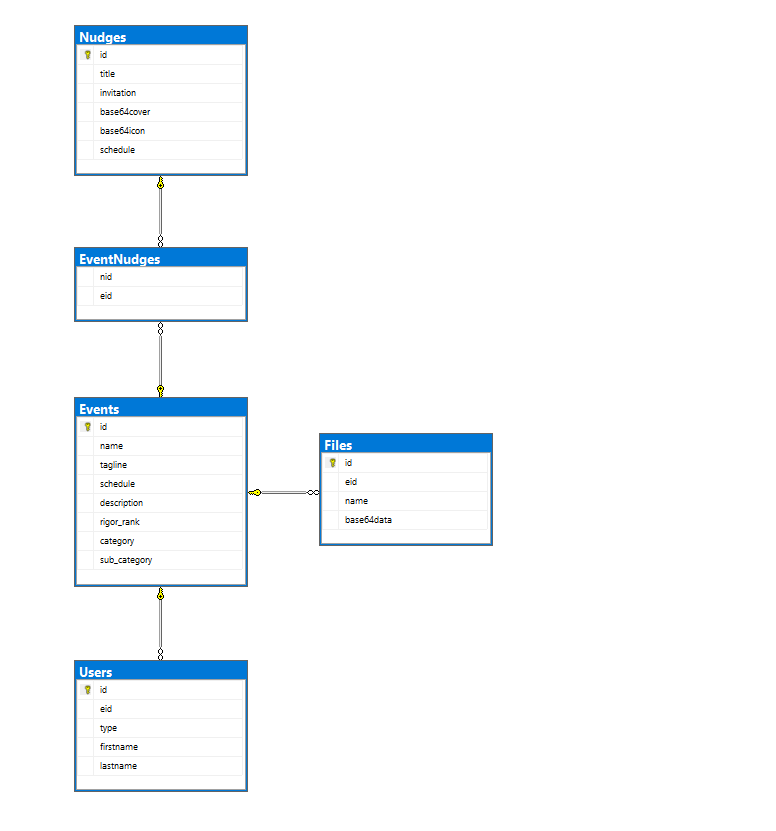 Nudges
id
title
invitation
base64cover
base64icon
schedule
EventNudges
nid
eid
Events
id
name
tagline
schedule
description
rigor_rank
category
sub_category
Files
id
eid
name
base64data
Users
id
eid
type
firstname
lastname